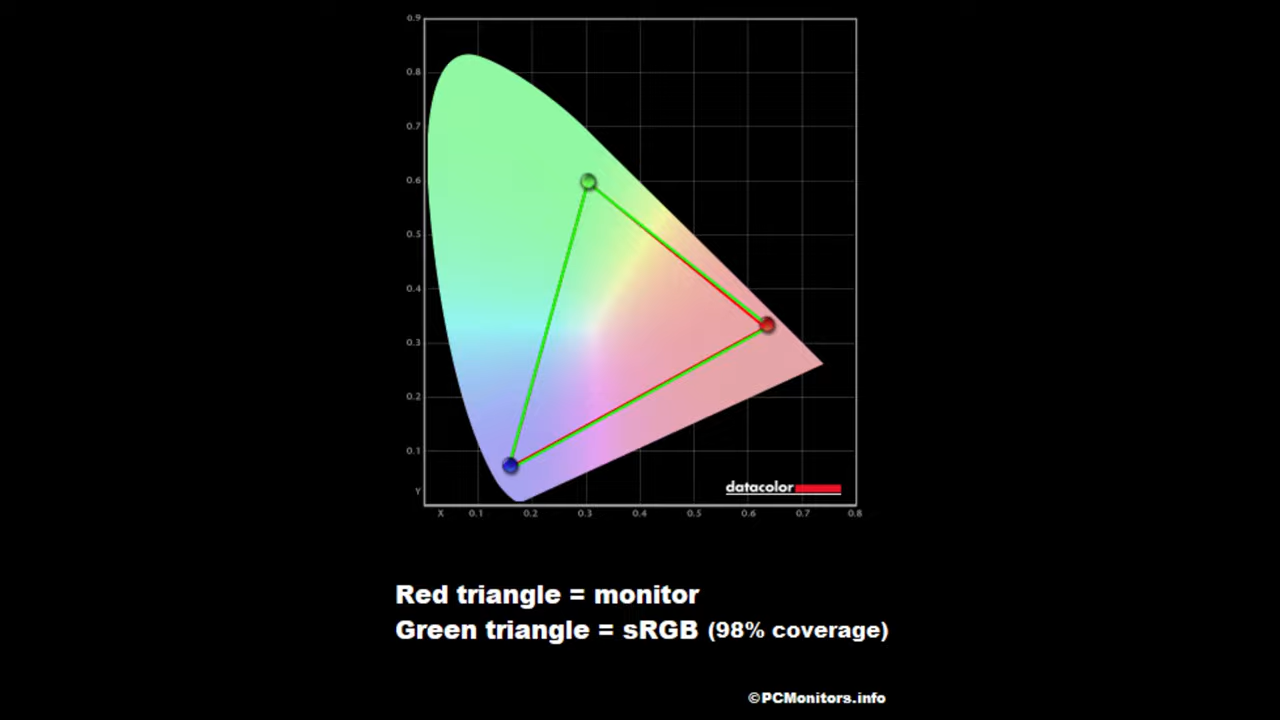 0.9
0.8
0.7
0.6
0.5
0.4
0.3
0.2
0.1
Y
X 0.1 0.2 0.3 0.4 0.5 0.6 0.7 0.8
datacolor
Red triangle = monitor
Green triangle = sRGB (98% coverage)
©PCMonitors.info